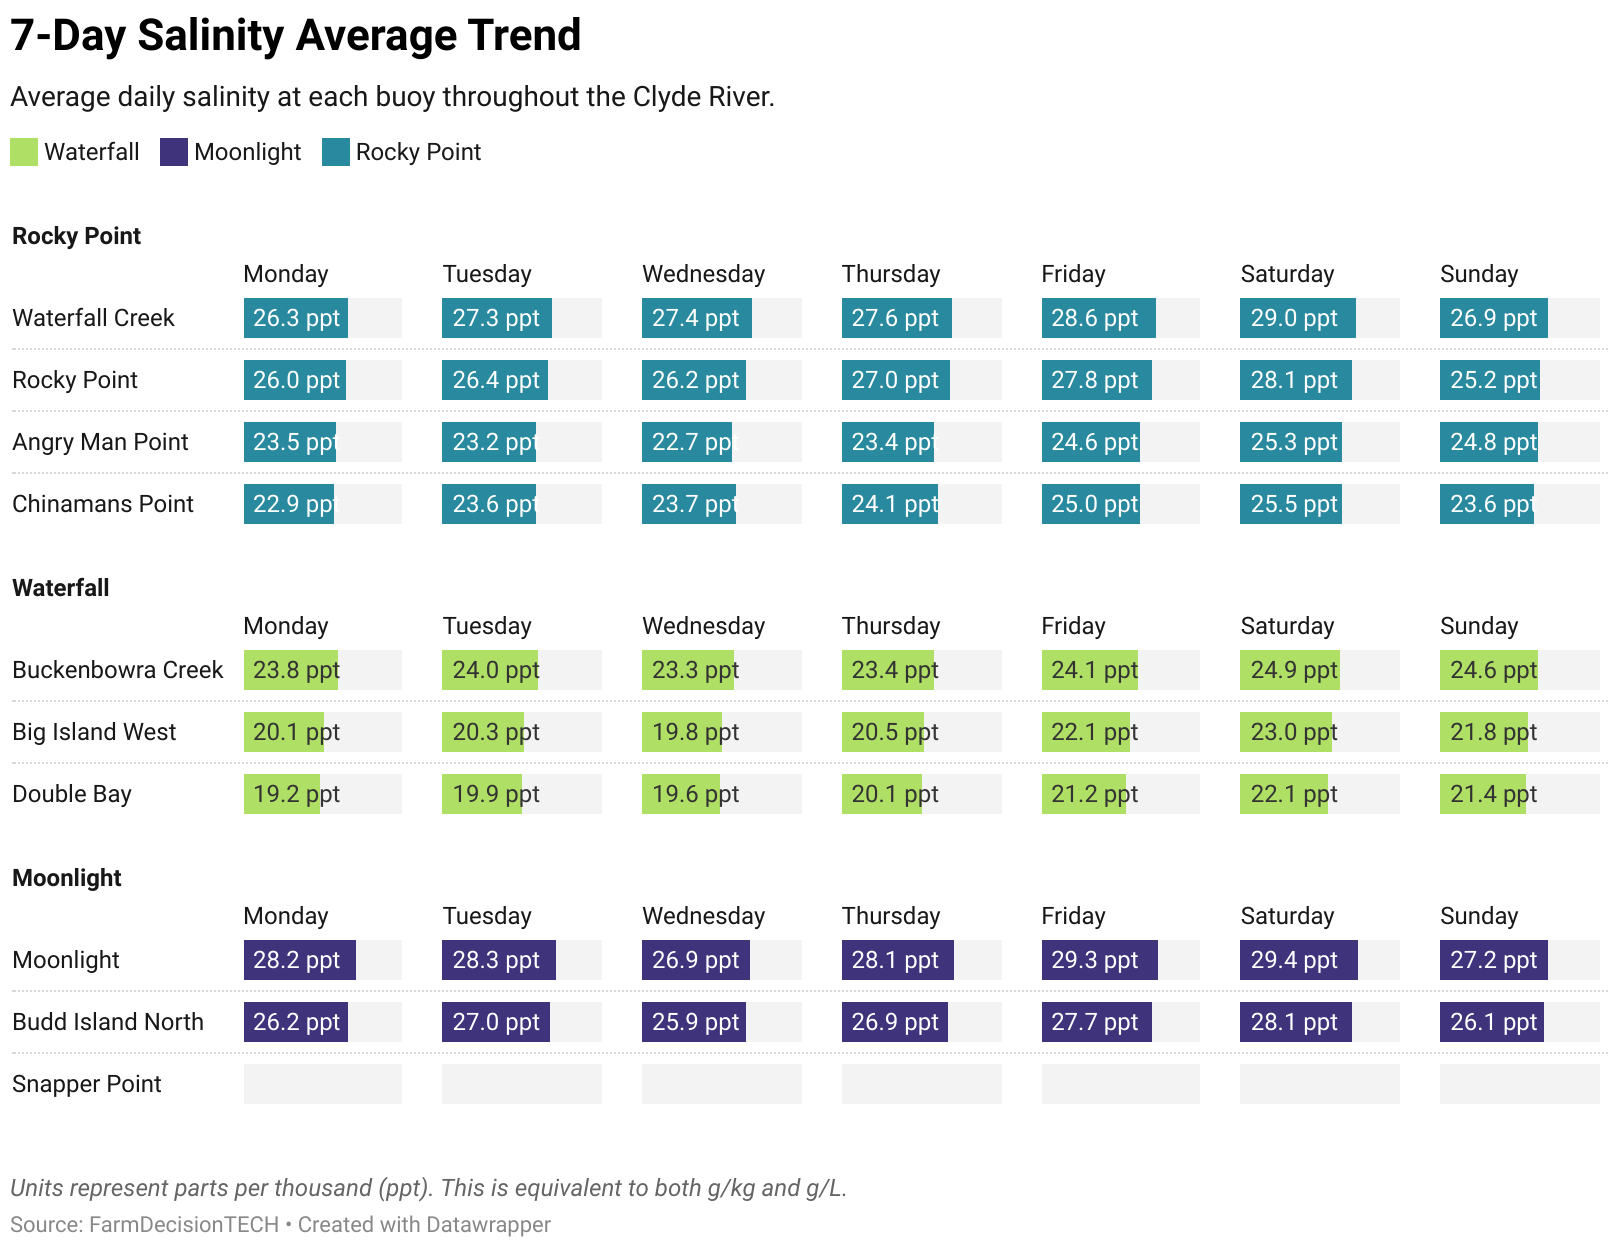 7-Day Salinity Average Trend
Average daily salinity at each buoy throughout the Clyde River.
Waterfall Moonlight Rocky Point
Rocky Point
Monday Tuesday Wednesday Thursday Friday Saturday Sunday
Waterfall Creek 26.3 ppt 27.3 ppt 27.4 ppt 27.6 ppt 28.6 ppt 29.0 ppt 26.9 ppt
Rocky Point 26.0 ppt 26.4 ppt 26.2 ppt 27.0 ppt 27.8 ppt 28.1 ppt 25.2 ppt
Angry Man Point 23.5 ppt 23.2 ppt 22.7 ppt 23.4 ppt 24.6 ppt 25.3 ppt 24.8 ppt
Chinamans Point 22.9 ppt 23.6 ppt 23.7 ppt 24.1 ppt 25.0 ppt 25.5 ppt 23.6 ppt
Waterfall
Monday Tuesday Wednesday Thursday Friday Saturday Sunday
Buckenbowra Creek 23.8 ppt 24.0 ppt 23.3 ppt 23.4 ppt 24.1 ppt 24.9 ppt 24.6 ppt
Big Island West 20.1 ppt 20.3 ppt 19.8 ppt 20.5 ppt 22.1 ppt 23.0 ppt 21.8 ppt
Double Bay 19.2 ppt 19.9 ppt 19.6 ppt 20.1 ppt 21.2 ppt 22.1 ppt 21.4 ppt
Moonlight
Monday Tuesday Wednesday Thursday Friday Saturday Sunday
Moonlight 28.2 ppt 28.3 ppt 26.9 ppt 28.1 ppt 29.3 ppt 29.4 ppt 27.2 ppt
Budd Island North 26.2 ppt 27.0 ppt 25.9 ppt 26.9 ppt 27.7 ppt 28.1 ppt 26.1 ppt
Snapper Point
Units represent parts per thousand (ppt). This is equivalent to both g/kg and g/L.
Source: FarmDecisionTECH • Created with Datawrapper